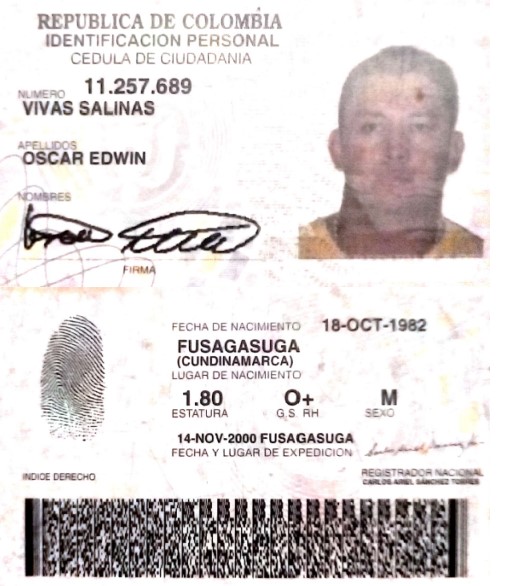 REPUBLICA DE COLOMBIA
IDENTIFICACION PERSONAL
CEDULA DE CIUDADANIA
NUMERO 11.257.689
VIVAS SALINAS
APELLIDOS
OSCAR EDWIN
NOMBRES
FIRMA
FECHA DE NACIMIENTO 18-OCT-1982
FUSAGASUGA
(CUNDINAMARCA)
LUGAR DE NACIMIENTO
1.80 O+ M
ESTATURA G.S. RH SEXO
14-NOV-2000 FUSAGASUGA
FECHA Y LUGAR DE EXPEDICION
INDICE DERECHO
REGISTRADOR NACIONAL
CARLOS ARIEL SÁNCHEZ TORRES